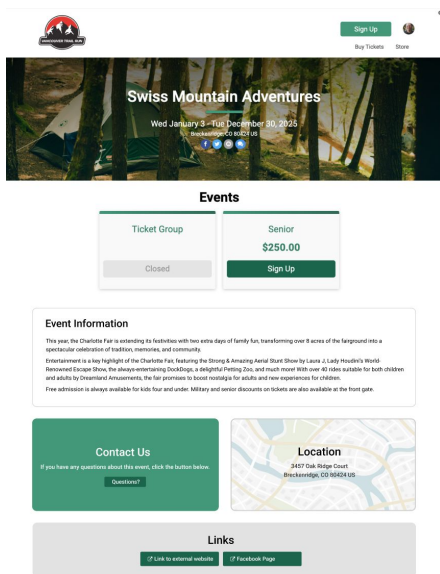 VANCOUVER TRAIL RUN
Sign Up
Buy Tickets Store
Swiss Mountain Adventures
Wed January 3 - Tue December 30, 2025
Breckenridge, CO 80424 US
Events
Ticket Group
Closed
Senior
$250.00
Sign Up
Event Information
This year, the Charlotte Fair is extending its festivities with two extra days of family fun, transforming over 8 acres of the fairground into a
spectacular celebration of tradition, memories, and community.
Entertainment is a key highlight of the Charlotte Fair, featuring the Strong & Amazing Aerial Stunt Show by Laura J, Lady Houdini's World-
Renowned Escape Show, the always-entertaining DockDogs, a delightful Petting Zoo, and much more! With over 40 rides suitable for both children
and adults by Dreamland Amusements, the fair promises to boost nostalgia for adults and new experiences for children.
Free admission is always available for kids four and under. Military and senior discounts on tickets are also available at the front gate.
Contact Us
If you have any questions about this event, click the button below.
Questions?
Location
3457 Oak Ridge Court
Breckenridge, CO 80424 US
Links
Link to external website
Facebook Page